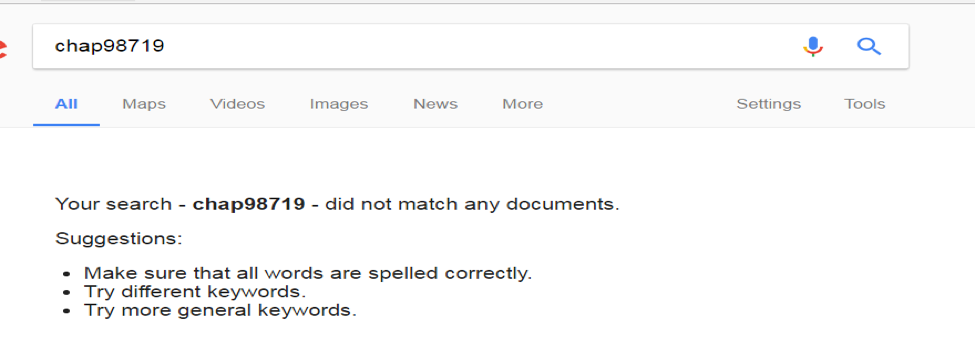 chap98719
All Maps Videos Images News More Settings Tools
Your search - chap98719 - did not match any documents.
Suggestions:
• Make sure that all words are spelled correctly.
• Try different keywords.
• Try more general keywords.